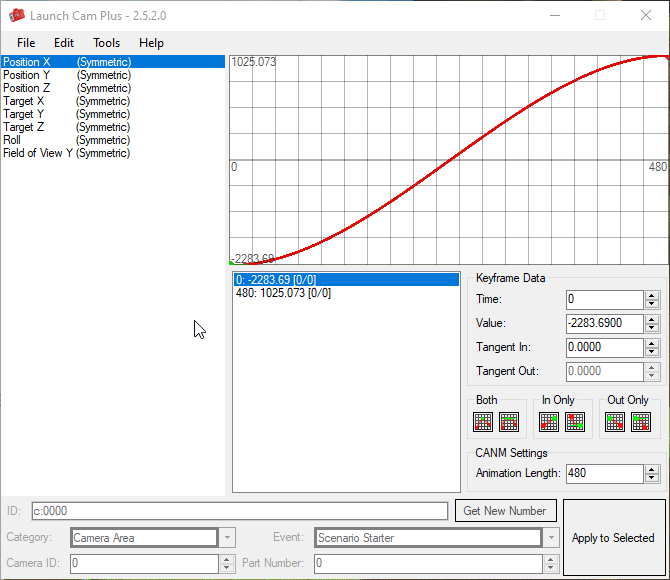 Launch Cam Plus - 2.5.2.0
File Edit Tools Help
Position X (Symmetric)
Position Y (Symmetric)
Position Z (Symmetric)
Target X (Symmetric)
Target Y (Symmetric)
Target Z (Symmetric)
Roll (Symmetric)
Field of View Y (Symmetric)
1025.073
0
480
-2283.69
0: -2283.69 [0/0]
480: 1025.073 [0/0]
Keyframe Data
Time: 0
Value: -2283.6900
Tangent In: 0.0000
Tangent Out: 0.0000
Both In Only Out Only
CANM Settings
Animation Length: 480
ID: c:0000 Get New Number
Category: Camera Area Event: Scenario Starter
Camera ID: 0 Part Number: 0
Apply to Selected